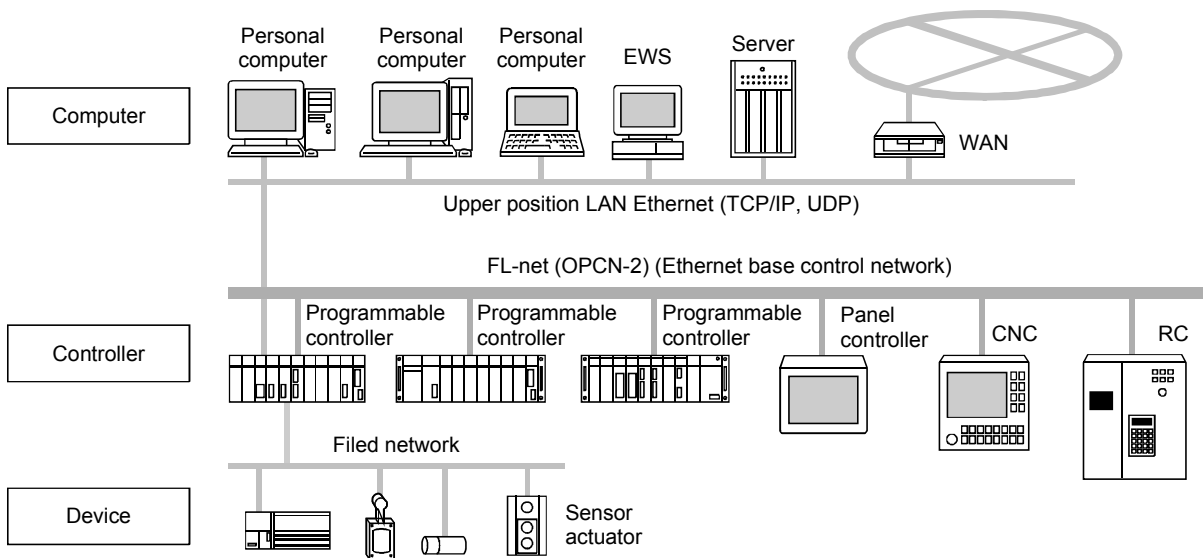 Personal
computer
Personal
computer
Personal
computer
EWS
Server
Computer
WAN
Upper position LAN Ethernet (TCP/IP, UDP)
FL-net (OPCN-2) (Ethernet base control network)
Programmable
controller
Programmable
controller
Programmable
controller
Panel
controller
CNC
RC
Controller
Filed network
Device
Sensor
actuator